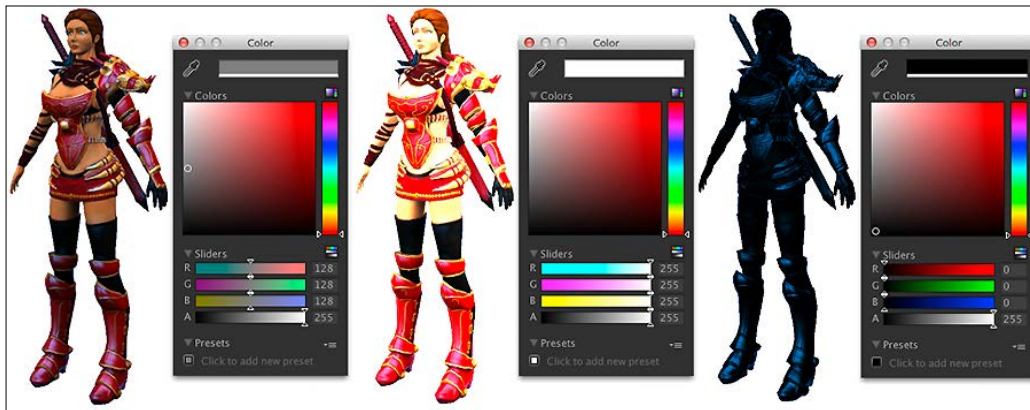 Color
Colors
Sliders
R 128
G 128
B 128
A 255
Presets
Click to add new preset
Color
Colors
Sliders
R 255
G 255
B 255
A 255
Presets
Click to add new preset
Color
Colors
Sliders
R 0
G 0
B 0
A 255
Presets
Click to add new preset